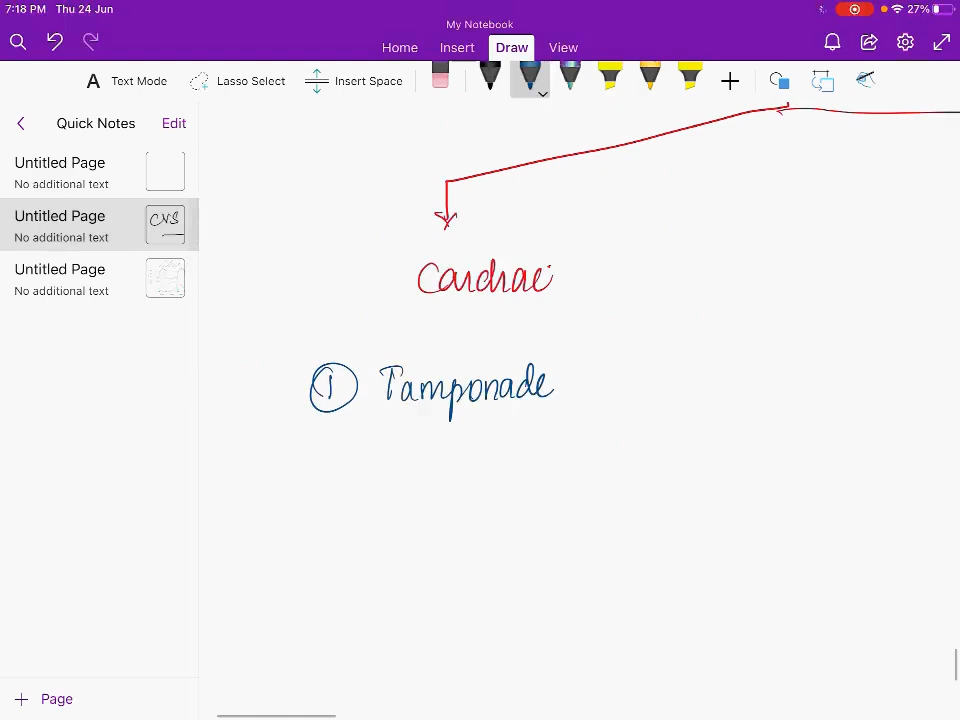 7:18 PM Thu 24 Jun
27%
My Notebook
Home Insert Draw View
Text Mode Lasso Select Insert Space
Quick Notes Edit
Untitled Page
No additional text
Untitled Page
No additional text
CNS
Untitled Page
No additional text
Cardiac
① Tamponade
Page